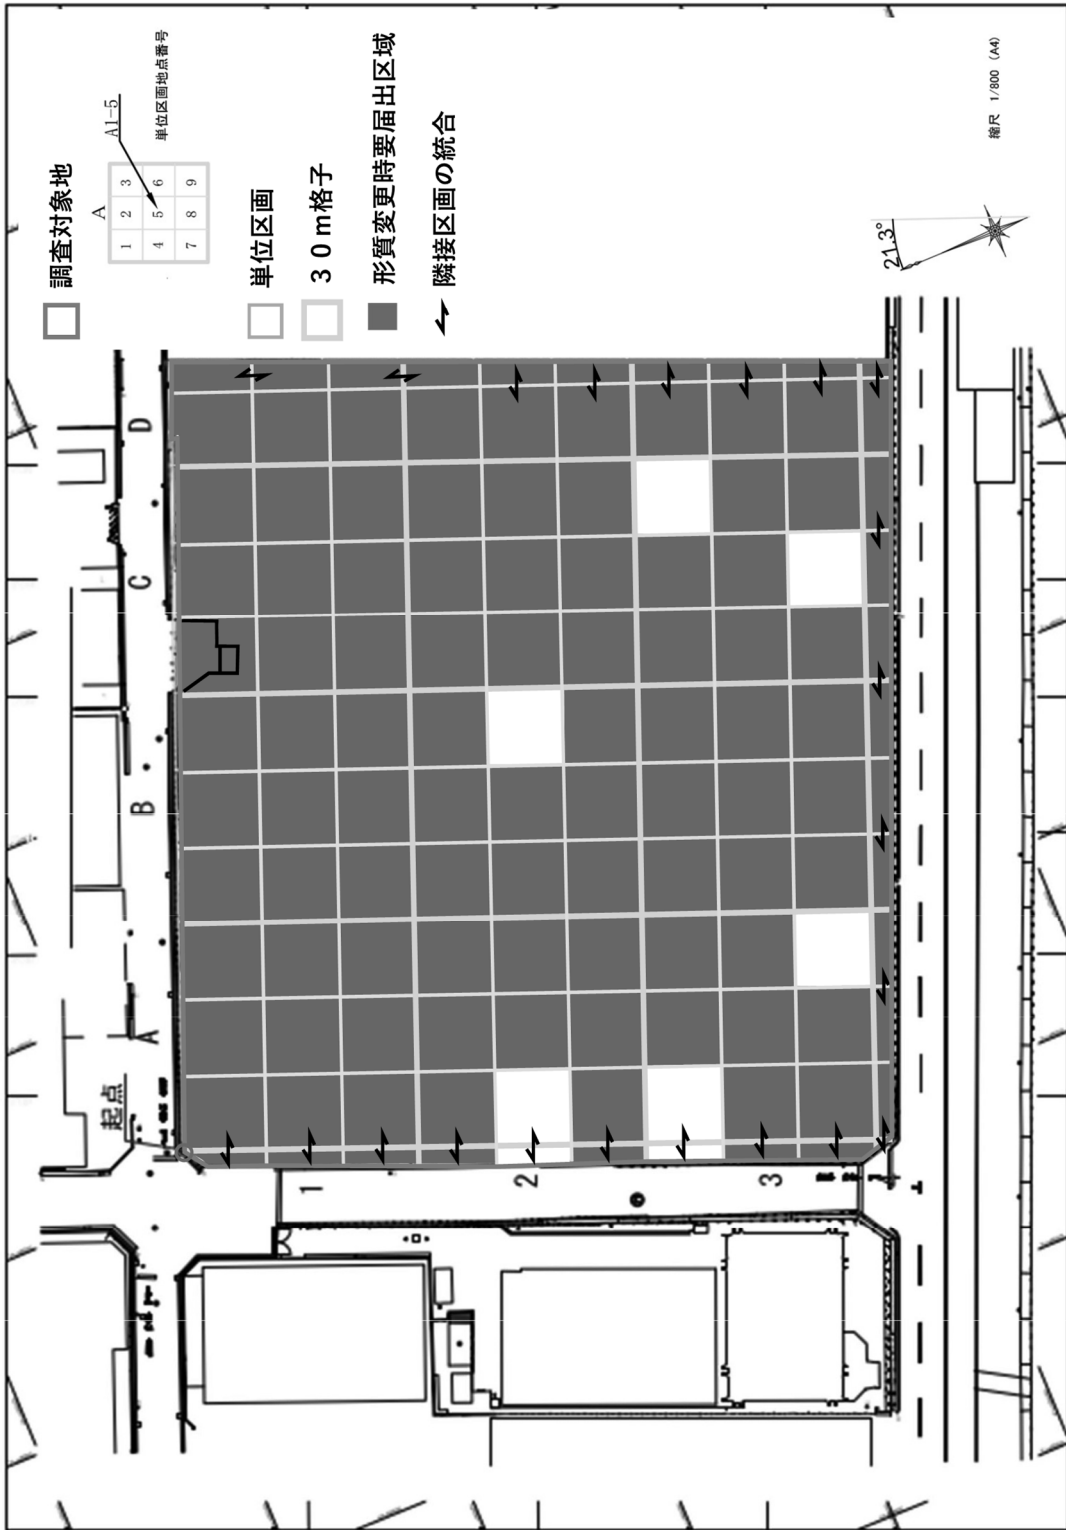 調査対象地
A
1 2 3
4 5 6
7 8 9
A1-5
単位区画地点番号
単位区画
30m格子
形質変更時要届出区域
隣接区画の統合
21.3°
縮尺 1/800 (A4)
起点
A
B
C
D
1
2
3